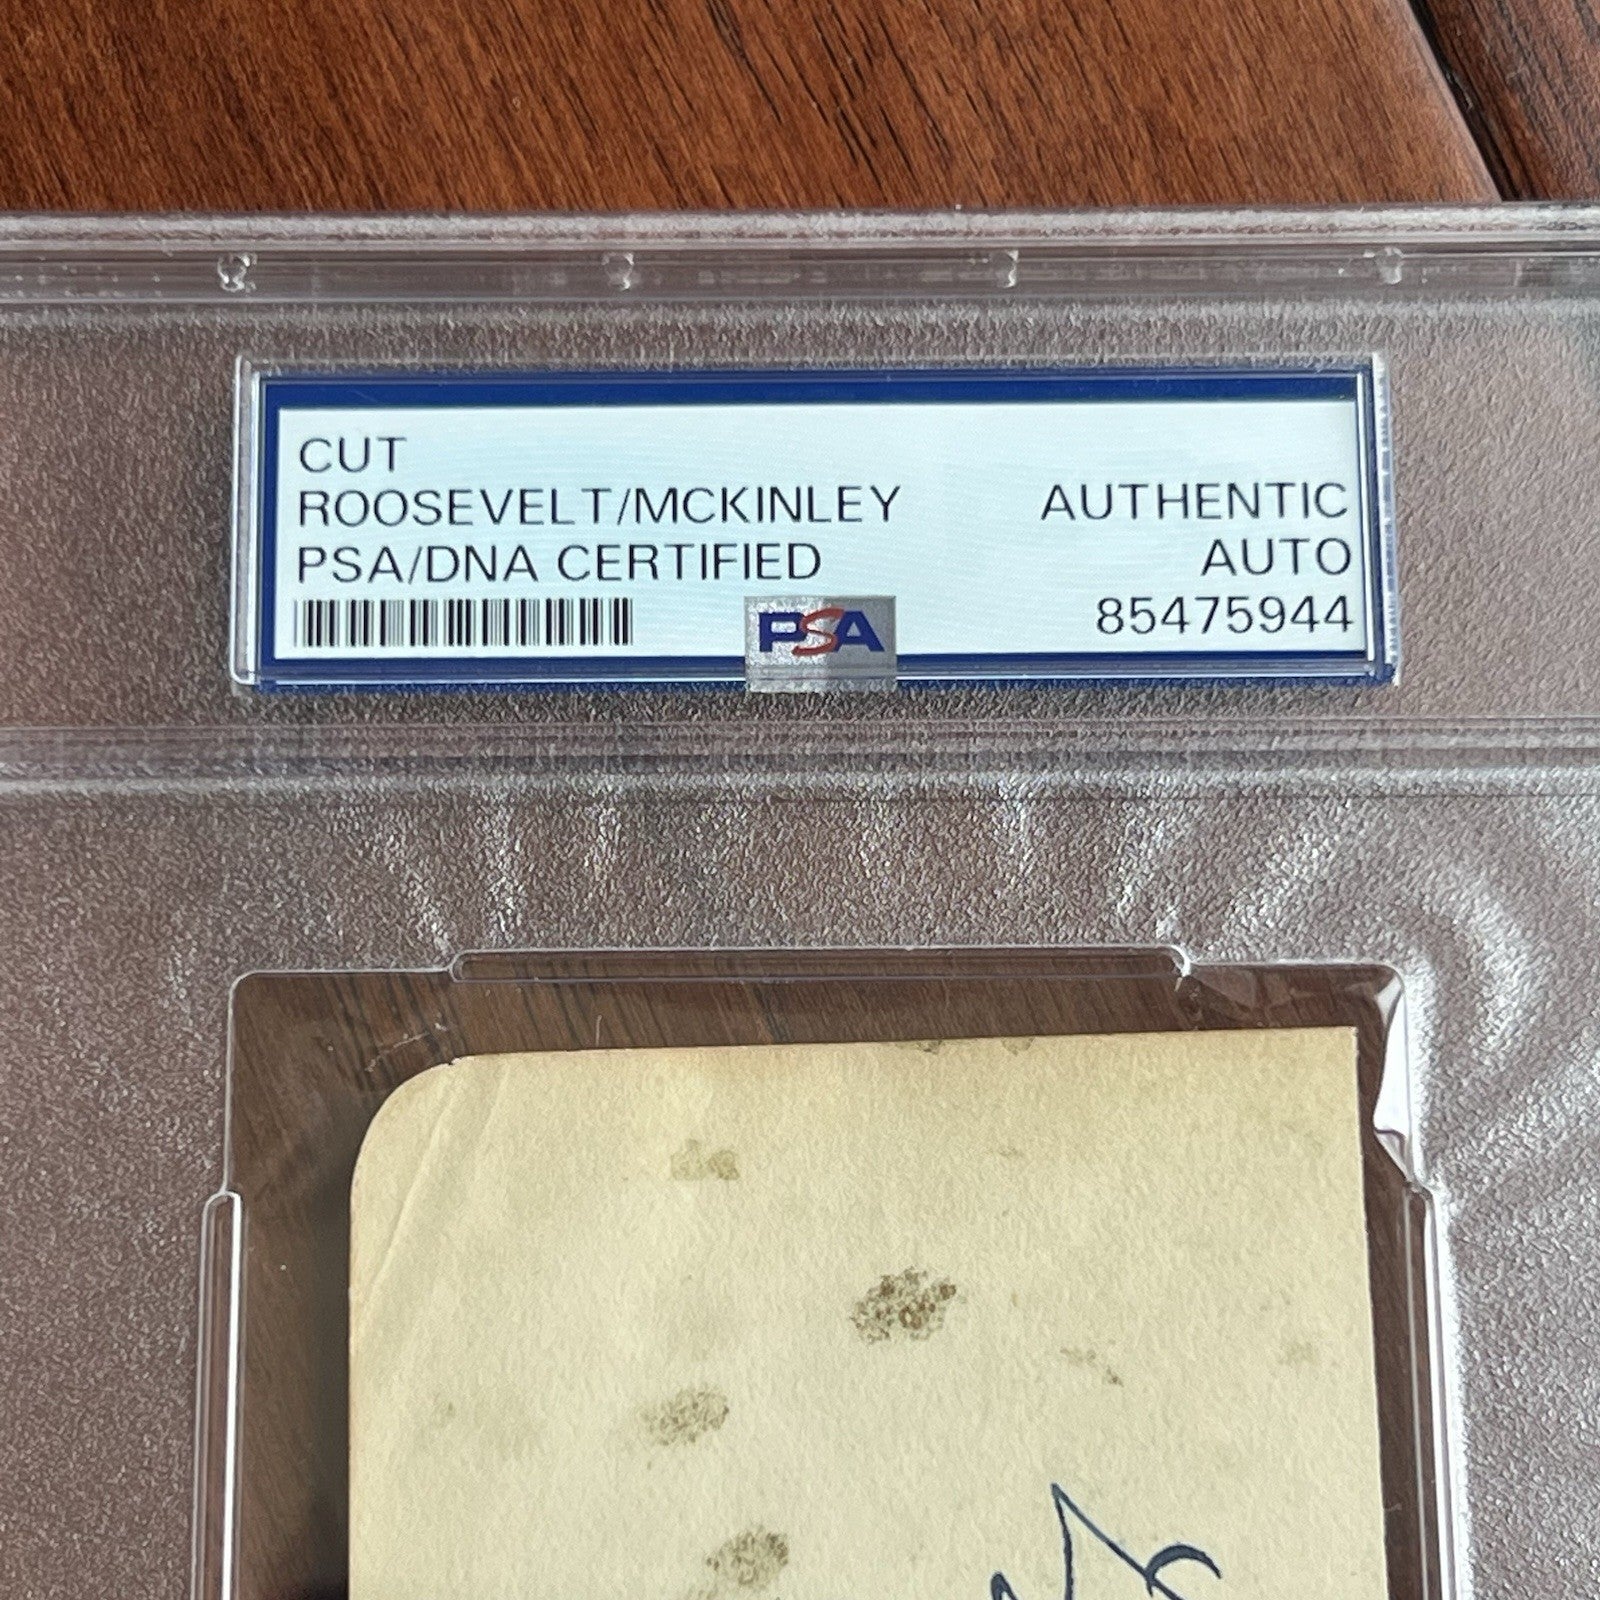 CUT
ROOSEVELT/MCKINLEY
PSA/DNA CERTIFIED
AUTHENTIC
AUTO
85475944
PSA